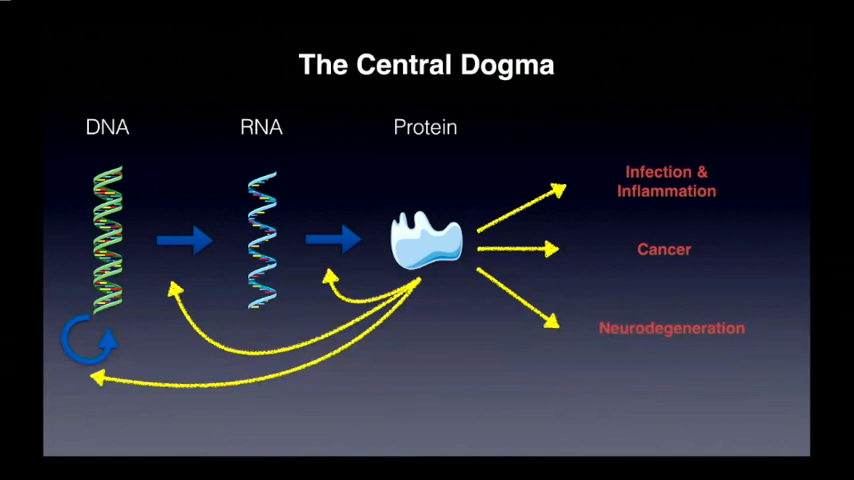 The Central Dogma
DNA
RNA
Protein
Infection &
Inflammation
Cancer
Neurodegeneration